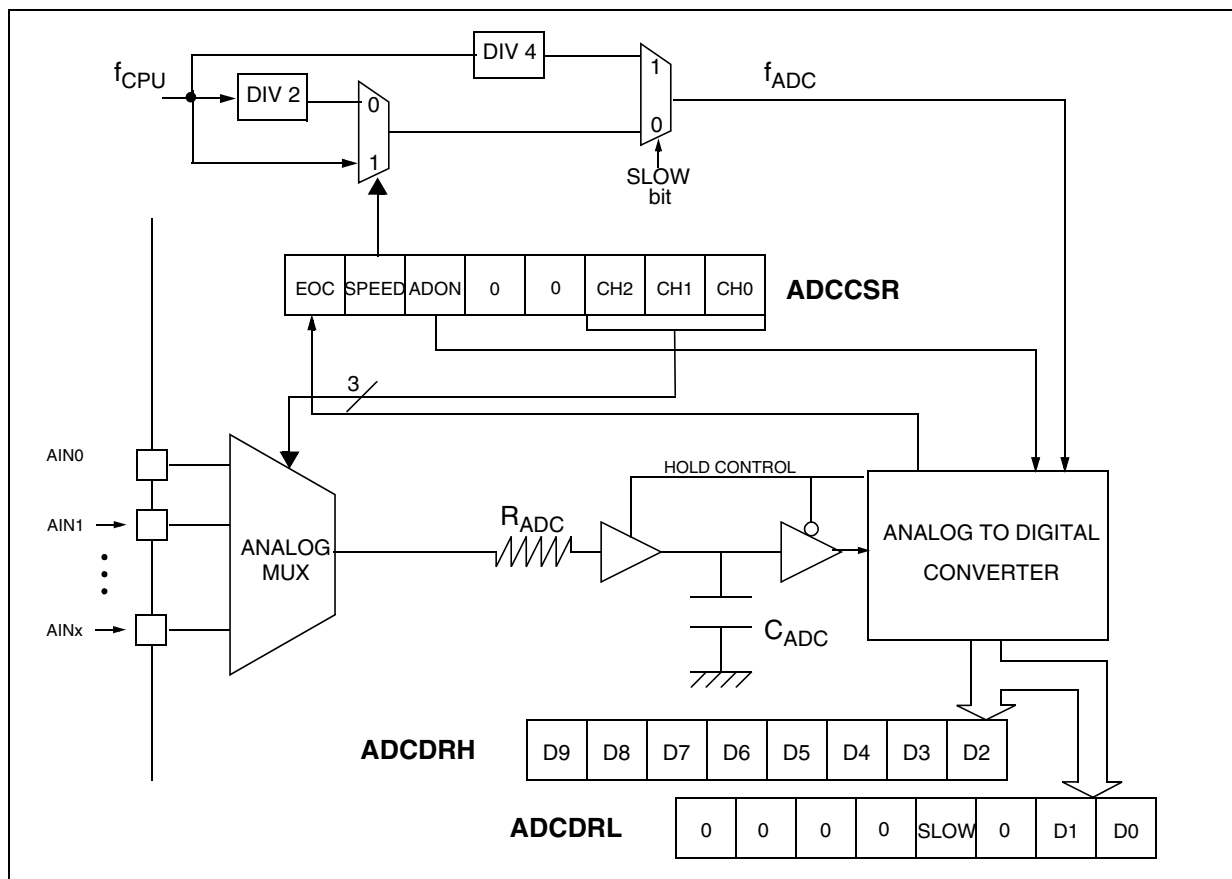 DIV 4
fCPU
1
fADC
DIV 2
0
0
1
SLOW
bit
EOC SPEED ADON 0 0 CH2 CH1 CH0 ADCCSR
3
AIN0
HOLD CONTROL
RADC
AIN1
ANALOG
MUX
ANALOG TO DIGITAL
CONVERTER
AINx
CADC
ADCDRH D9 D8 D7 D6 D5 D4 D3 D2
ADCDRL 0 0 0 0 SLOW 0 D1 D0